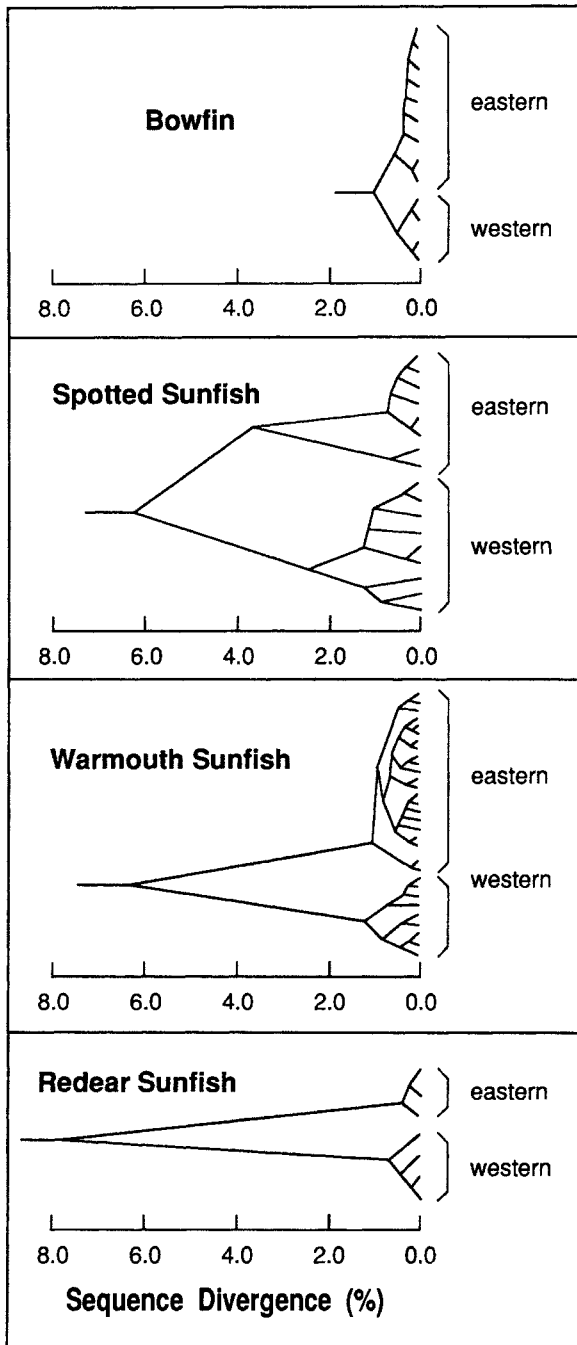 Bowfin
eastern
western
8.0 6.0 4.0 2.0 0.0
Spotted Sunfish
eastern
western
8.0 6.0 4.0 2.0 0.0
Warmouth Sunfish
eastern
western
8.0 6.0 4.0 2.0 0.0
Redear Sunfish
eastern
western
8.0 6.0 4.0 2.0 0.0
Sequence Divergence (%)